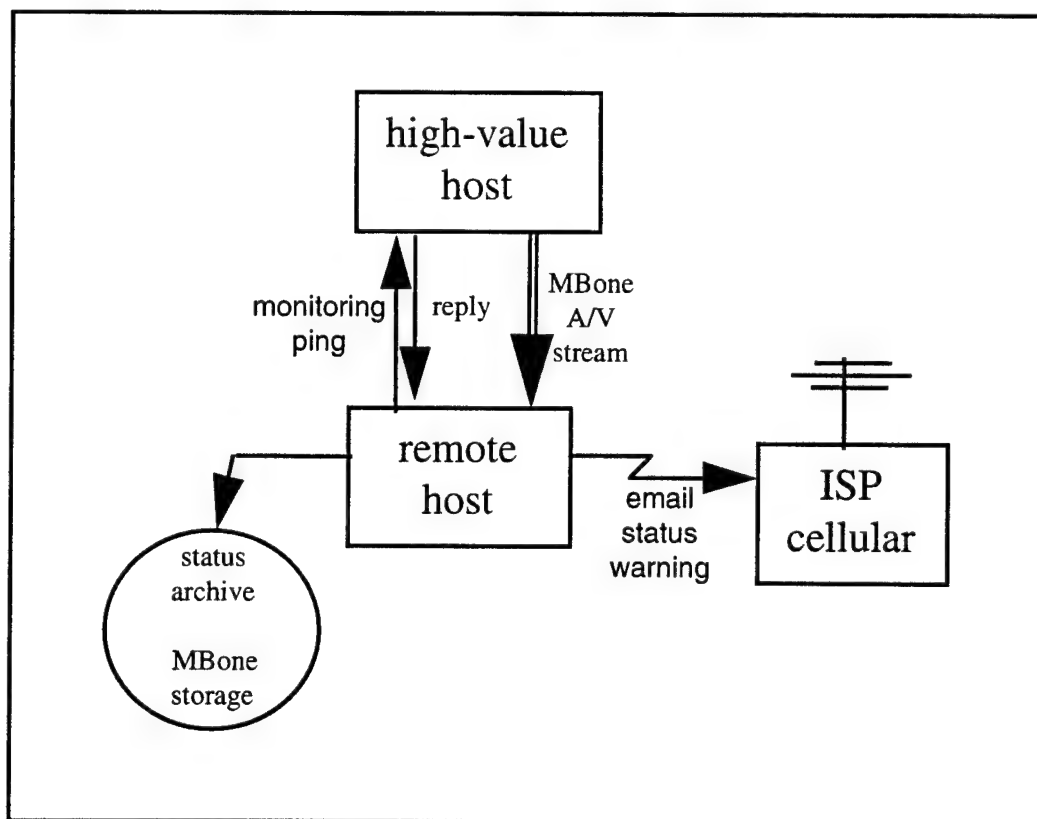 high-value
host
monitoring
ping
reply
MBone
A/V
stream
remote
host
email
status
warning
ISP
cellular
status
archive
MBone
storage